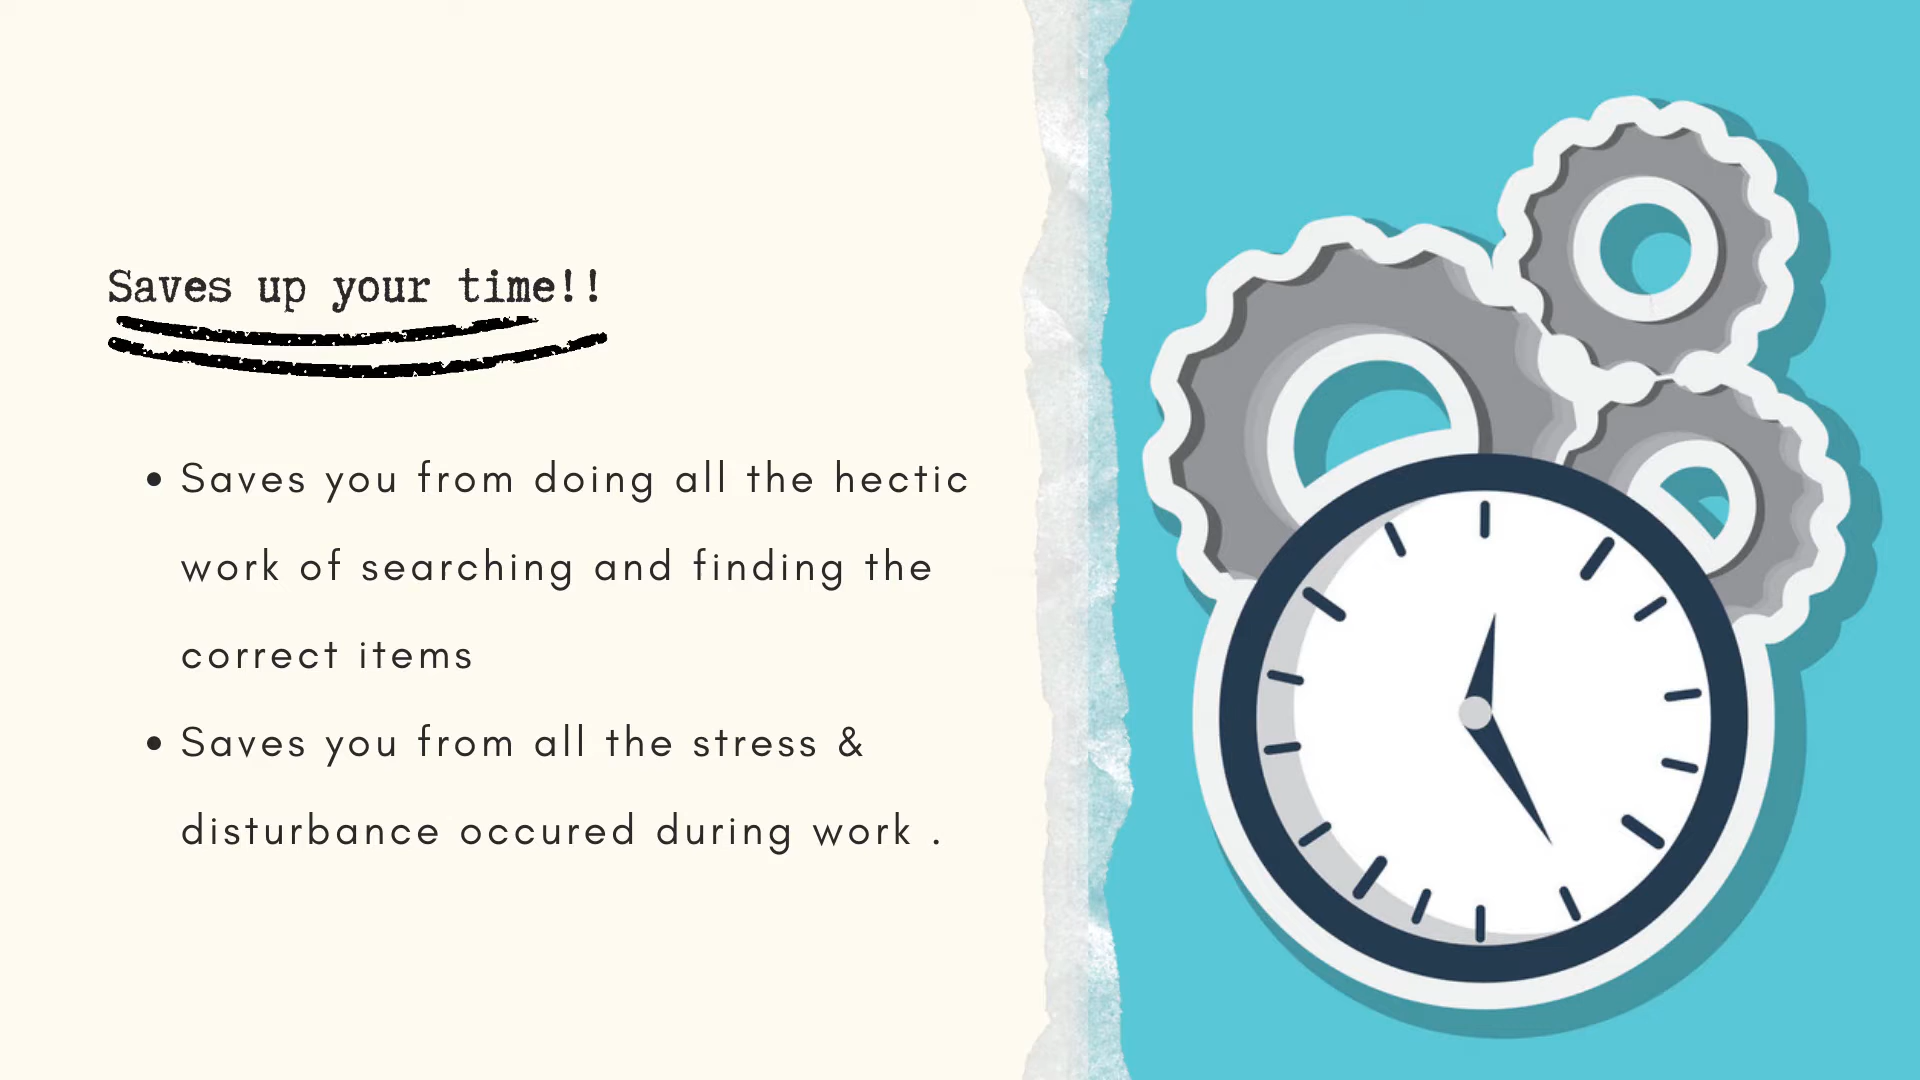 Saves up your time!!
• Saves you from doing all the hectic
work of searching and finding the
correct items
• Saves you from all the stress &
disturbance occured during work .